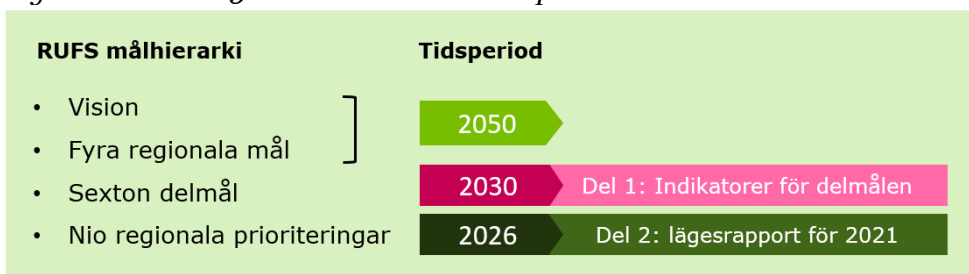 RUFS målhierarki Tidsperiod
• Vision
2050
• Fyra regionala mål
• Sexton delmål 2030 Del 1: Indikatorer för delmålen
• Nio regionala prioriteringar 2026 Del 2: lägesrapport för 2021